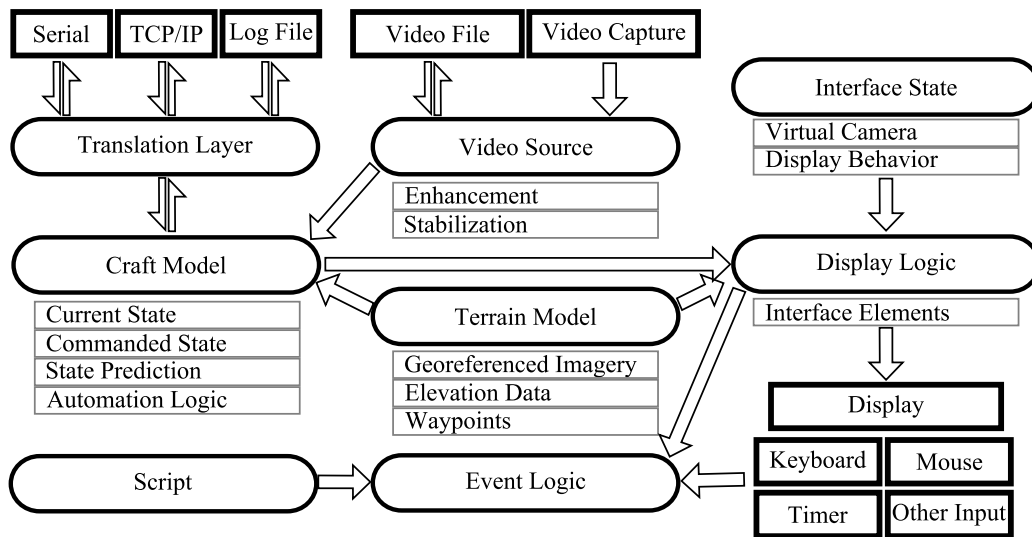 Serial
TCP/IP
Log File
Video File
Video Capture
Interface State
Virtual Camera
Display Behavior
Translation Layer
Video Source
Enhancement
Stabilization
Craft Model
Display Logic
Interface Elements
Current State
Commanded State
State Prediction
Automation Logic
Terrain Model
Georeferenced Imagery
Elevation Data
Waypoints
Display
Script
Event Logic
Keyboard
Mouse
Timer
Other Input